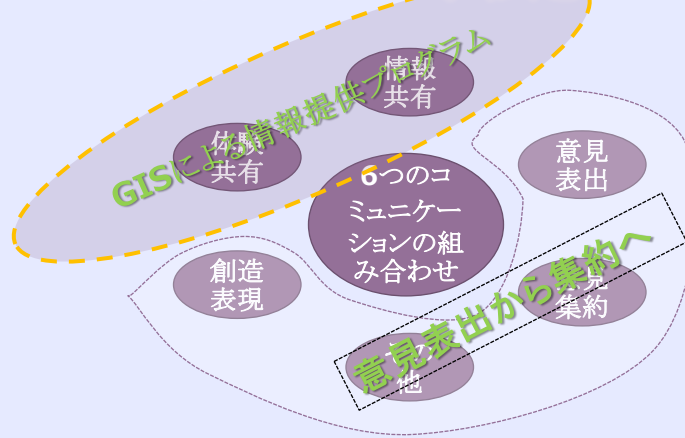 情報
共有
GISによる情報提供プログラム
体験
共有
意見
表出
6つのコ
ミュニケー
ションの組
み合わせ
創造
表現
意見
集約
意見表出から集約へ
他